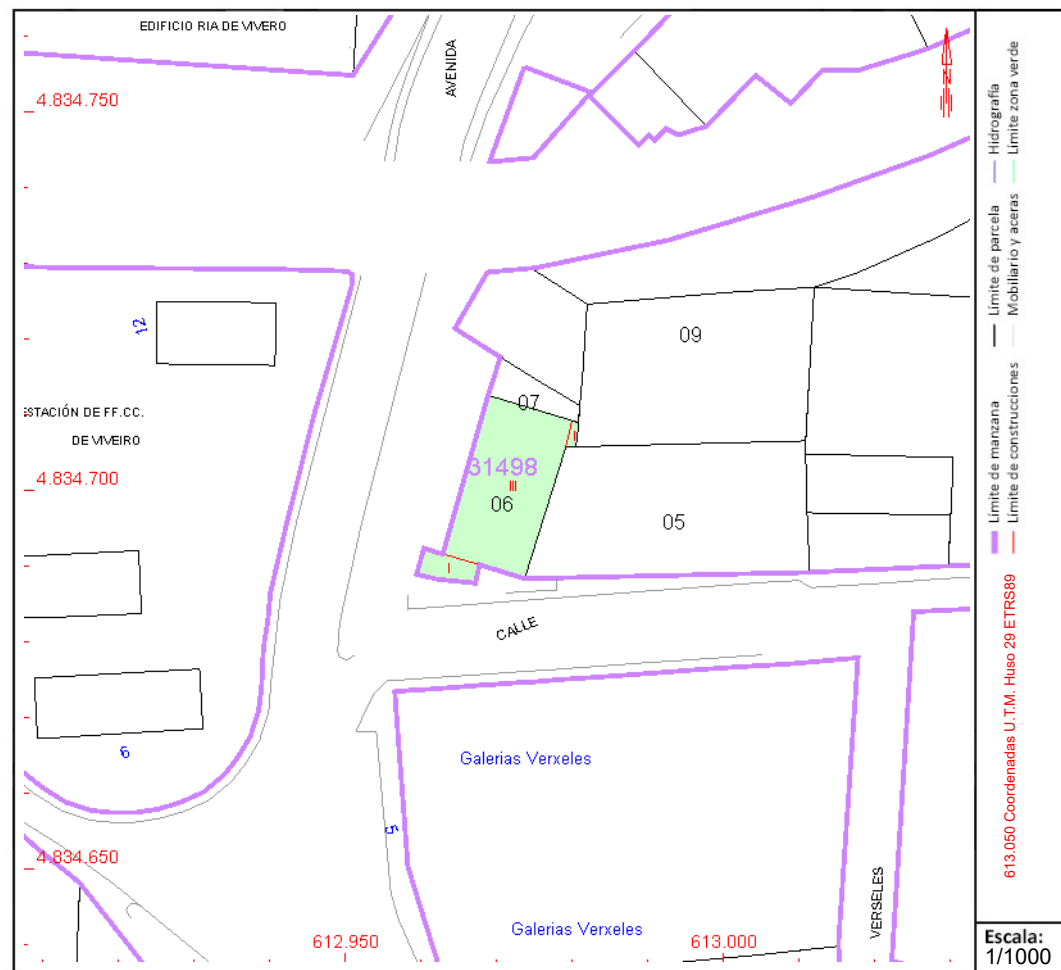 EDIFICIO RIA DE VIVERO
AVENIDA
4.834.750
N
12
09
STACIÓN DE FF.CC.
DE VIVEIRO
07
II
31498
4.834.700
III
06
05
I
CALLE
6
Galerias Verxeles
5
4.834.650
VERSELES
Galerias Verxeles
612.950
613.000
Límite de manzana
Límite de parcela
Hidrografía
Límite de construcciones
Mobiliario y aceras
Límite zona verde
613.050 Coordenadas U.T.M. Huso 29 ETRS89
Escala:
1/1000